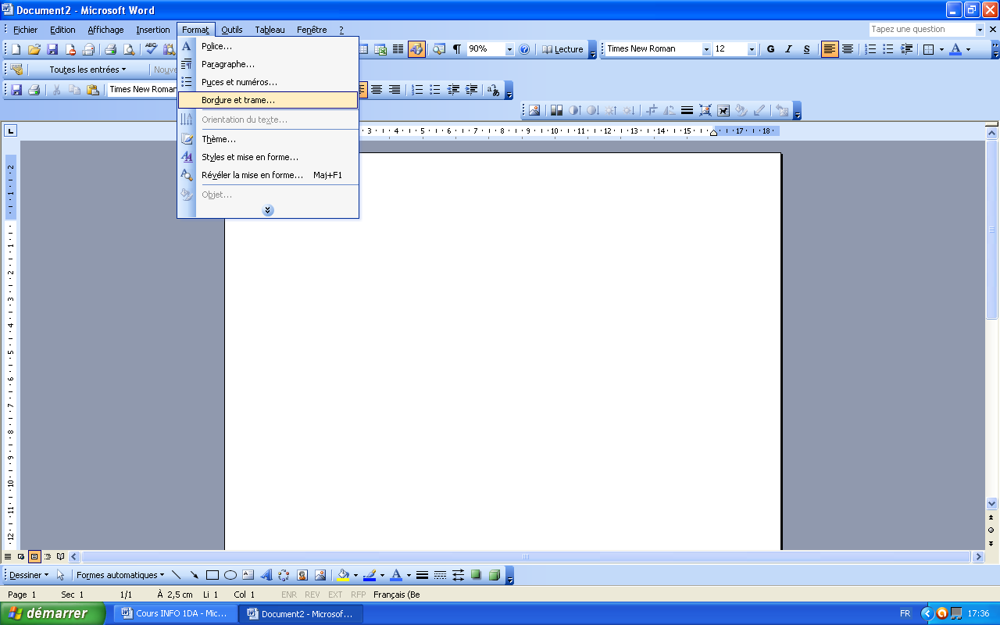 Document2 - Microsoft Word
Fichier Edition Affichage Insertion Format Outils Tableau Fenêtre ? Tapez une question
90% Lecture Times New Roman 12 G I S
Toutes les entrées
Times New Roman
Police...
Paragraphe...
Puces et numéros...
Bordure et trame...
Orientation du texte...
Thème...
Styles et mise en forme...
Révéler la mise en forme... Maj+F1
Objet...
3 4 5 6 7 8 9 10 11 12 13 14 15 17 18
2
1
1
2
3
4
5
6
7
8
9
10
11
12
Dessiner Formes automatiques
Page 1 Sec 1 1/1 À 2,5 cm Li 1 Col 1 ENR REV EXT RFP Français (Be
démarrer Cours INFO 1DA - Mic... Document2 - Microsof... FR 17:36